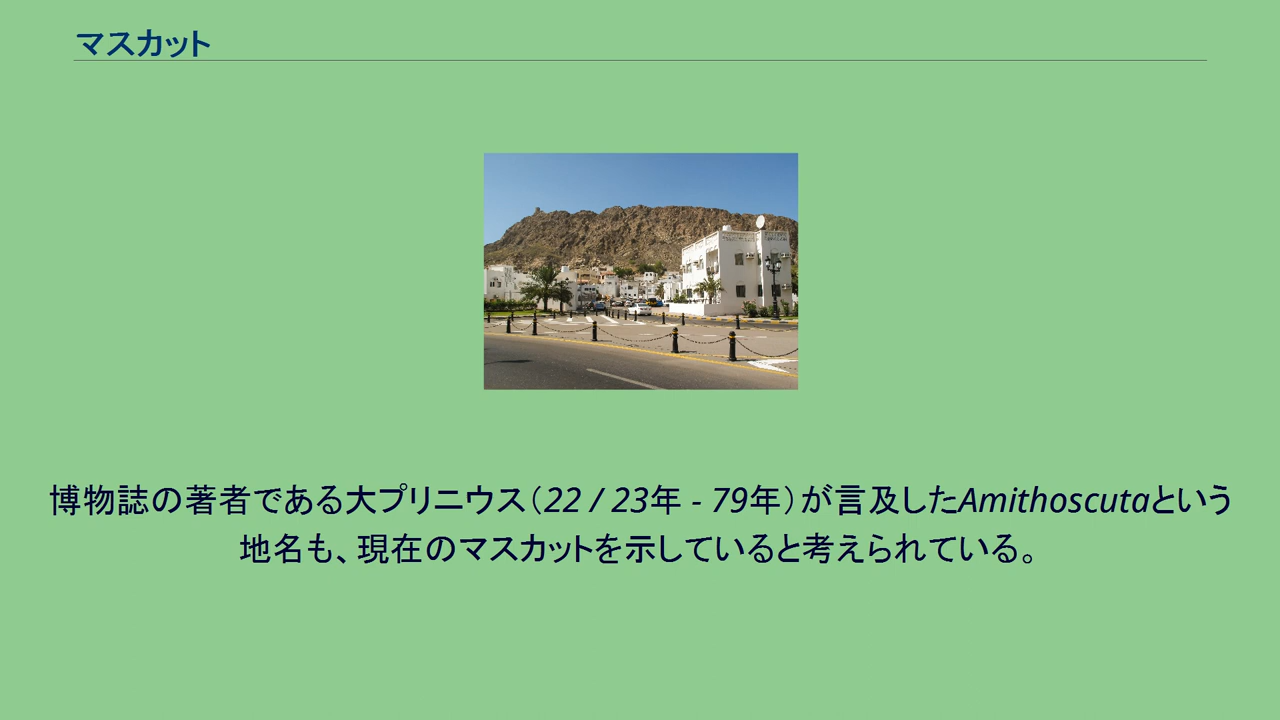 マスカット
博物誌の著者である大プリニウス（22 / 23年 - 79年）が言及したAmithoscutaという
地名も、現在のマスカットを示していると考えられている。